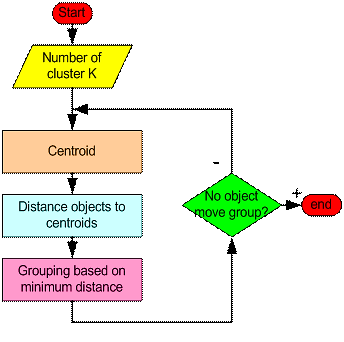 Start
Number of
cluster K
Centroid
Distance objects to
centroids
Grouping based on
minimum distance
-
No object
move group?
+
end